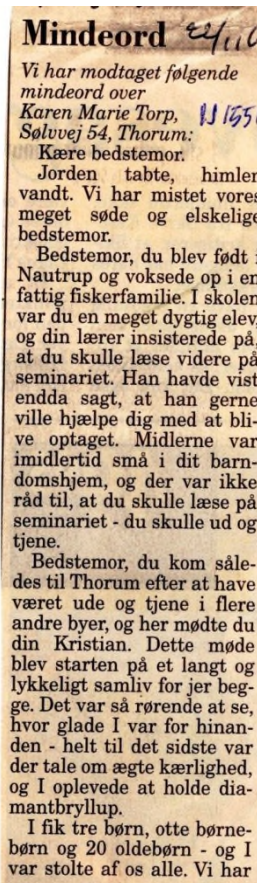 Mindeord
Vi har modtaget følgende
mindeord over
Karen Marie Torp,
Sølvvej 54, Thorum:
Kære bedstemor.
Jorden tabte, himlen
vandt. Vi har mistet vores
meget søde og elskelige
bedstemor.
Bedstemor, du blev født i
Nautrup og voksede op i en
fattig fiskerfamilie. I skolen
var du en meget dygtig elev,
og din lærer insisterede på,
at du skulle læse videre på
seminariet. Han havde vist
endda sagt, at han gerne
ville hjælpe dig med at bli-
ve optaget. Midlerne var
imidlertid små i dit barn-
domshjem, og der var ikke
råd til, at du skulle læse på
seminariet - du skulle ud og
tjene.
Bedstemor, du kom såle-
des til Thorum efter at have
været ude og tjene i flere
andre byer, og her mødte du
din Kristian. Dette møde
blev starten på et langt og
lykkeligt samliv for jer beg-
ge. Det var så rørende at se,
hvor glade I var for hinan-
den - helt til det sidste var
der tale om ægte kærlighed,
og I oplevede at holde dia-
mantbryllup.
I fik tre børn, otte børne-
børn og 20 oldebørn - og I
var stolte af os alle. Vi har